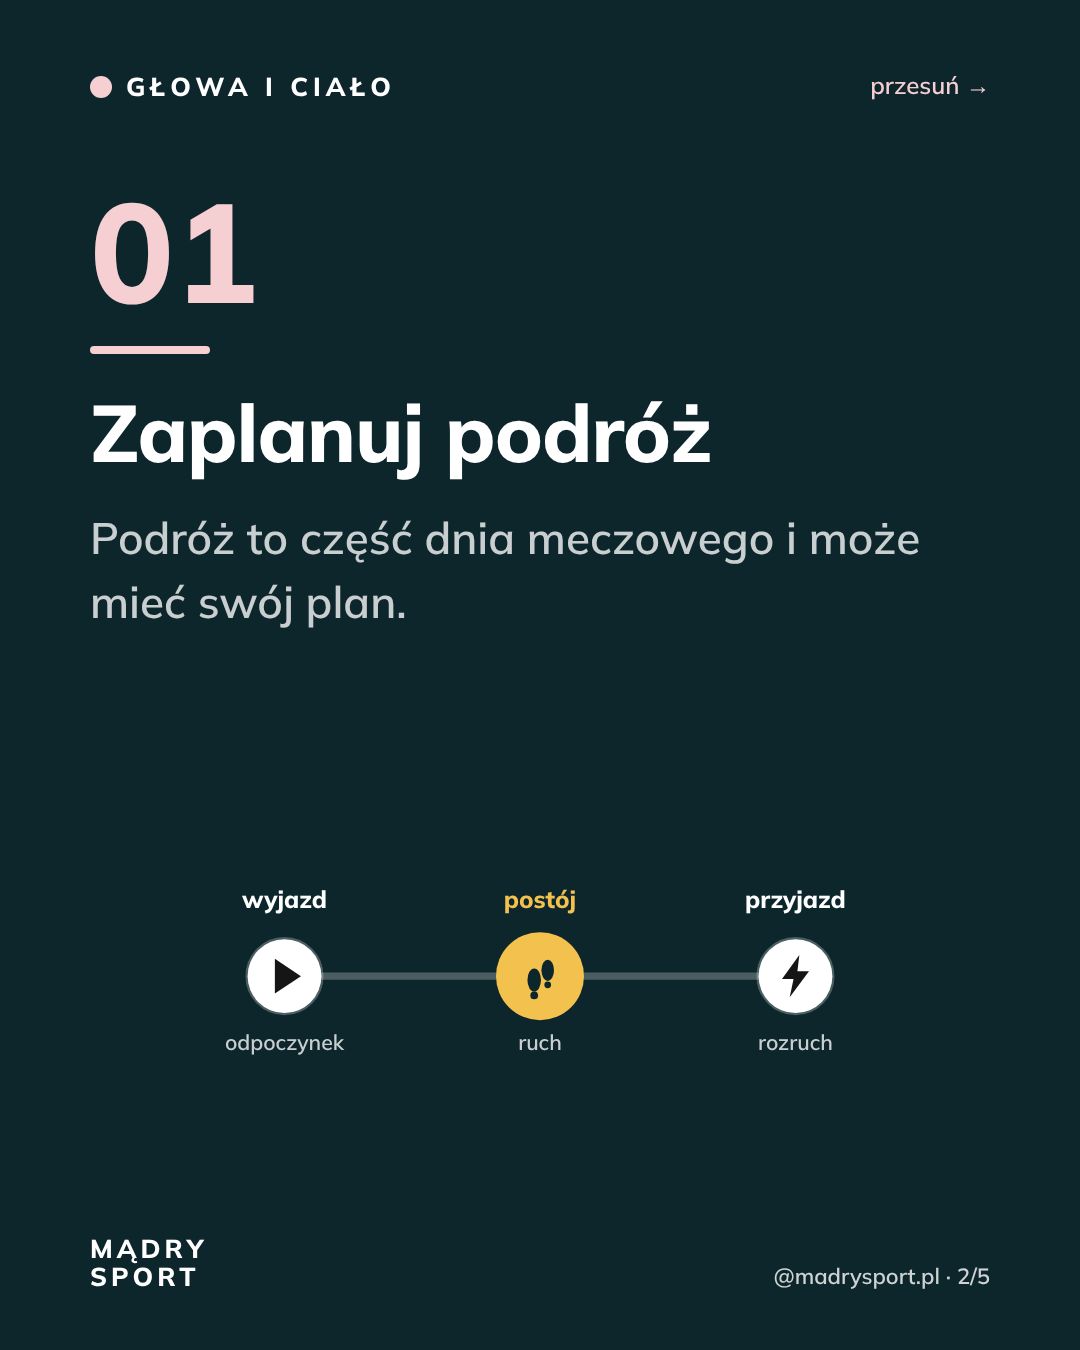 GŁOWA I CIAŁO
przesuń →
01
Zaplanuj podróż
Podróż to część dnia meczowego i może
mieć swój plan.
wyjazd
postój
przyjazd
odpoczynek
ruch
rozruch
MĄDRY
SPORT
@madrysport.pl · 2/5